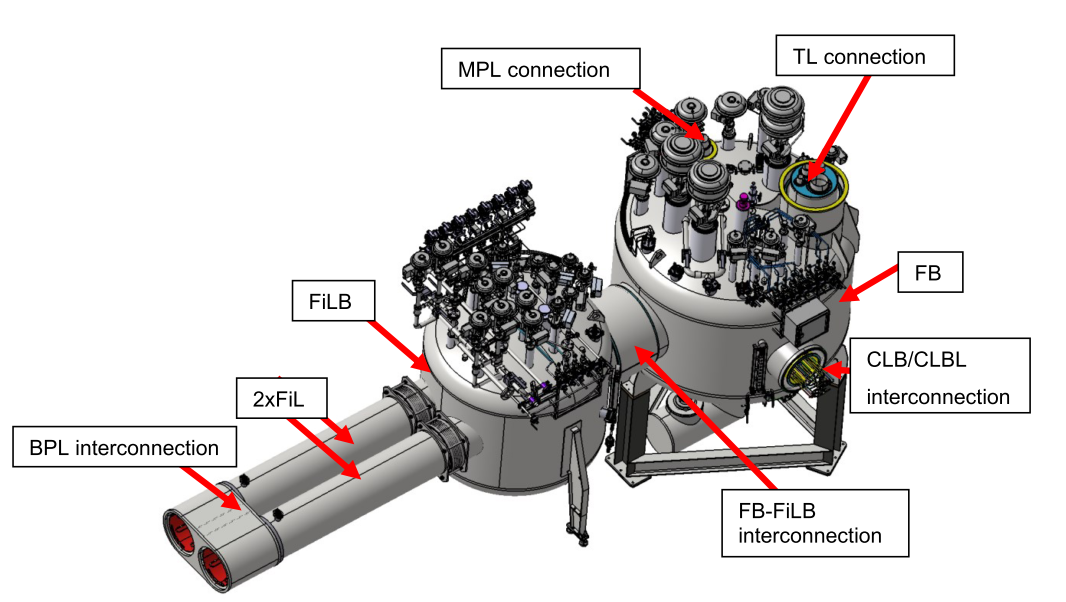 TL connection
MPL connection
FB
FiLB
CLB/CLBL
interconnection
2xFiL
BPL interconnection
FB-FiLB
interconnection